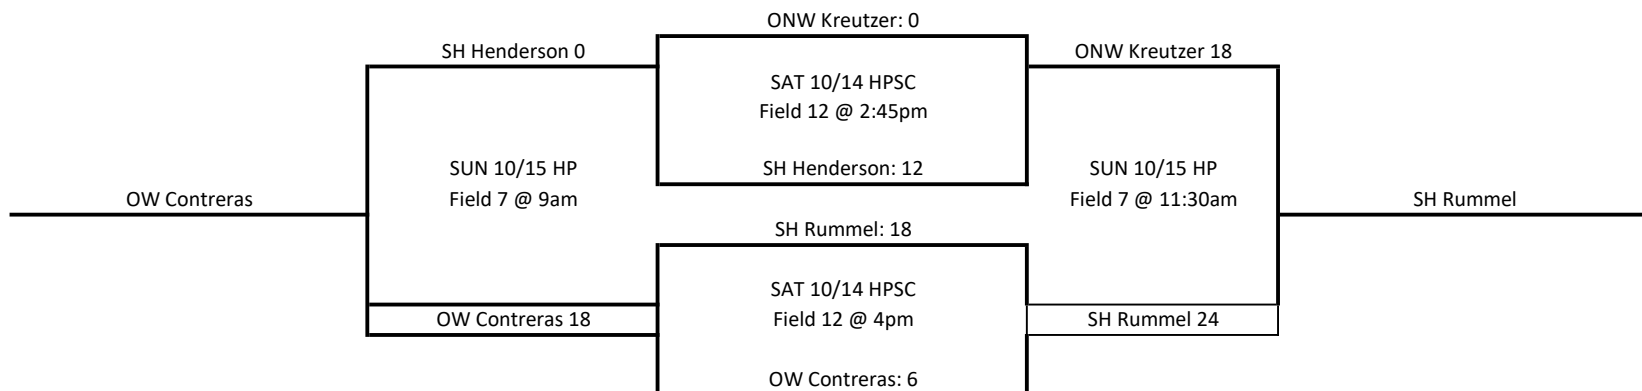 ONW Kreutzer: 0
SH Henderson 0
ONW Kreutzer 18
SAT 10/14 HPSC
Field 12 @ 2:45pm
SUN 10/15 HP
Field 7 @ 9am
SH Henderson: 12
SUN 10/15 HP
Field 7 @ 11:30am
OW Contreras
SH Rummel
SH Rummel: 18
SAT 10/14 HPSC
Field 12 @ 4pm
OW Contreras 18
SH Rummel 24
OW Contreras: 6